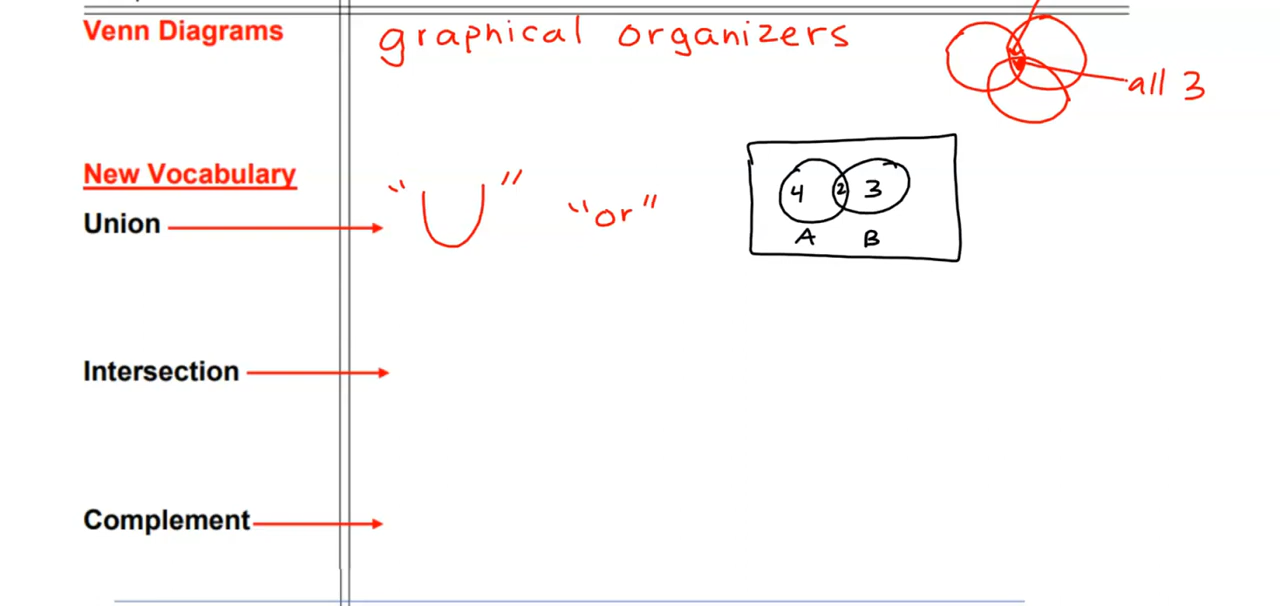 Venn Diagrams graphical organizers
all 3
New Vocabulary
Union "U" "or"
4 2 3
A B
Intersection
Complement